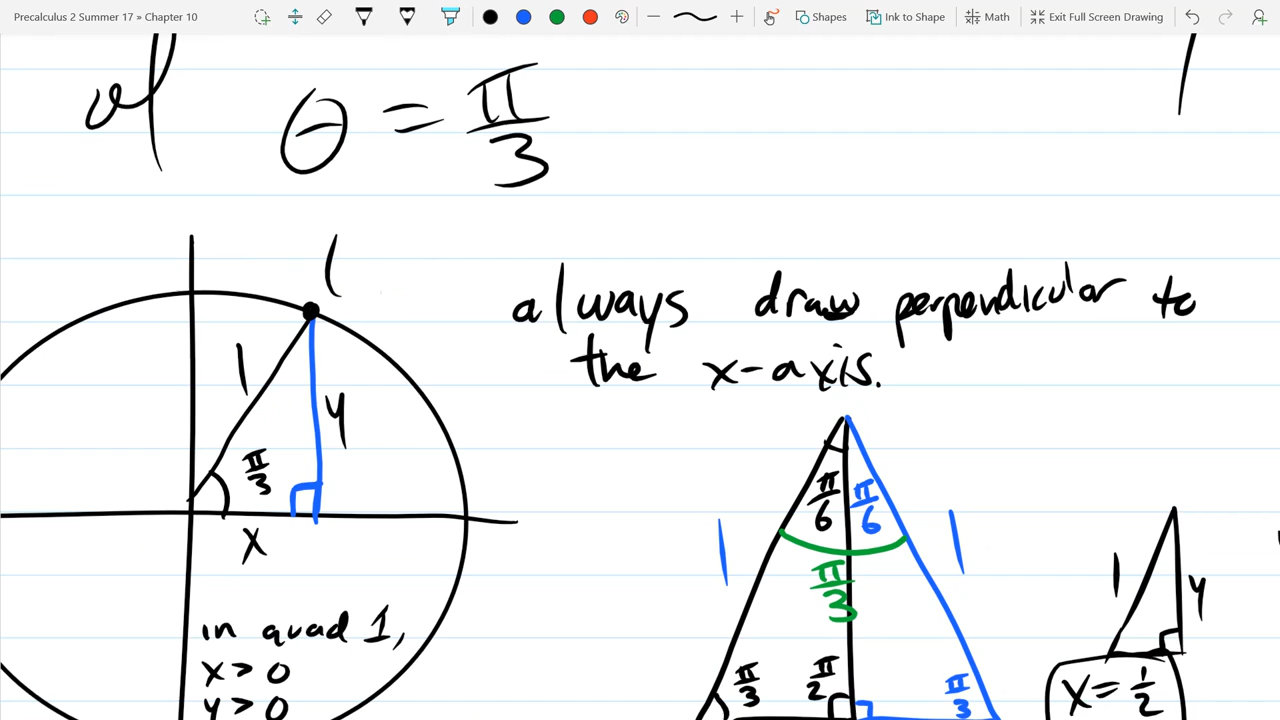 Precalculus 2 Summer 17 » Chapter 10
Shapes
Ink to Shape
Math
Exit Full Screen Drawing
of θ = π/3
always draw perpendicular to
the x-axis.
(
1
y
π/3
x
in quad 1,
x > 0
y > 0
π/6
π/6
1
1
π/3
π/3
π/2
π/3
1
y
x = 1/2